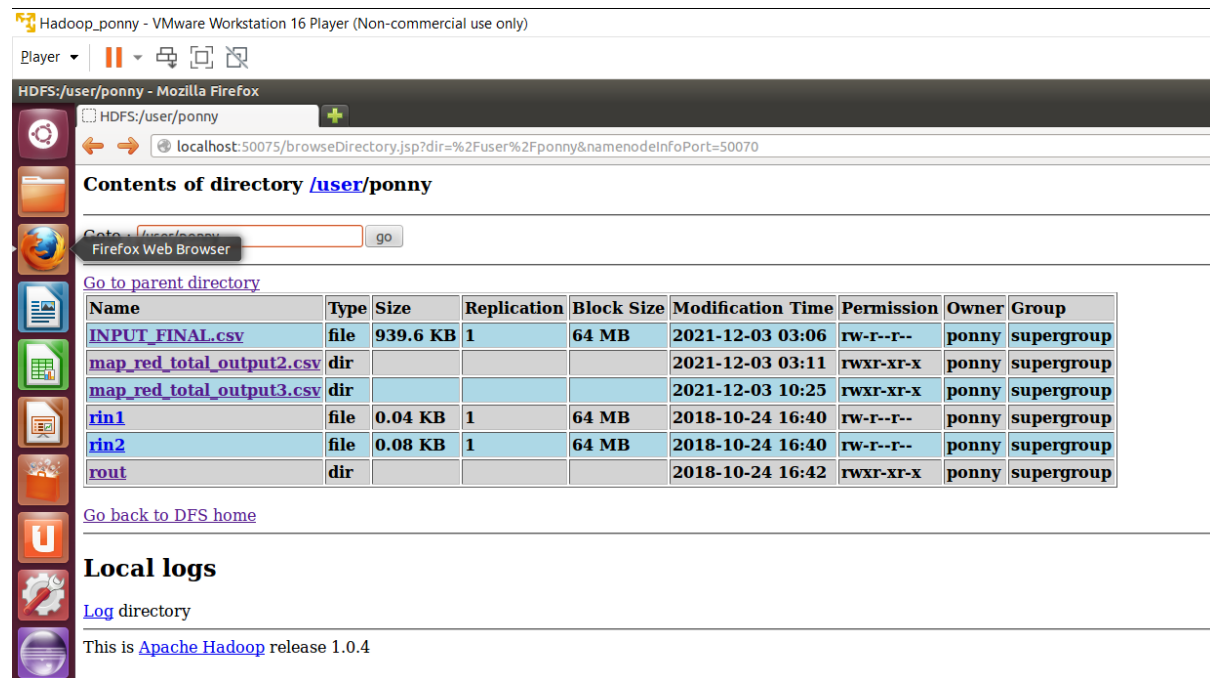 Hadoop_ponny - VMware Workstation 16 Player (Non-commercial use only)
Player
HDFS:/user/ponny - Mozilla Firefox
HDFS:/user/ponny
localhost:50075/browseDirectory.jsp?dir=%2Fuser%2Fponny&namenodeInfoPort=50070
Contents of directory /user/ponny
Goto : /user/ponny go
Firefox Web Browser
Go to parent directory
Name Type Size Replication Block Size Modification Time Permission Owner Group
INPUT_FINAL.csv file 939.6 KB 1 64 MB 2021-12-03 03:06 rw-r--r-- ponny supergroup
map_red_total_output2.csv dir 2021-12-03 03:11 rwxr-xr-x ponny supergroup
map_red_total_output3.csv dir 2021-12-03 10:25 rwxr-xr-x ponny supergroup
rin1 file 0.04 KB 1 64 MB 2018-10-24 16:40 rw-r--r-- ponny supergroup
rin2 file 0.08 KB 1 64 MB 2018-10-24 16:40 rw-r--r-- ponny supergroup
rout dir 2018-10-24 16:42 rwxr-xr-x ponny supergroup
Go back to DFS home
Local logs
Log directory
This is Apache Hadoop release 1.0.4